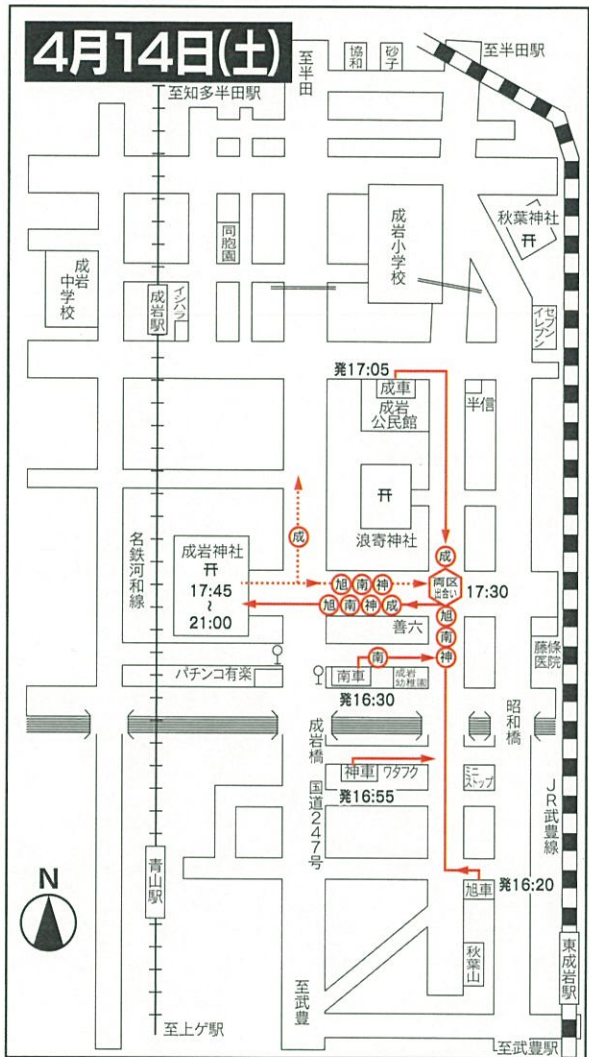 4月14日(土)
至半田
協和
砂子
至半田駅
至知多半田駅
秋葉神社
成岩小学校
同胞園
成岩中学校
成岩駅
イシハラ
セブンイレブン
発17:05
成車
成岩公民館
半信
浪寄神社
成
成
名鉄河和線
成岩神社
17:45
~
21:00
旭南神
両区
出合い
17:30
旭南神成
旭
南
神
善六
藤條医院
パチンコ有楽
南
南車
成岩幼稚園
発16:30
昭和橋
成岩橋
神車
ワタフク
ミニストップ
発16:55
国道247号
JR武豊線
N
青山駅
旭車
発16:20
秋葉山
東成岩駅
至武豊
至上ゲ駅
至武豊駅